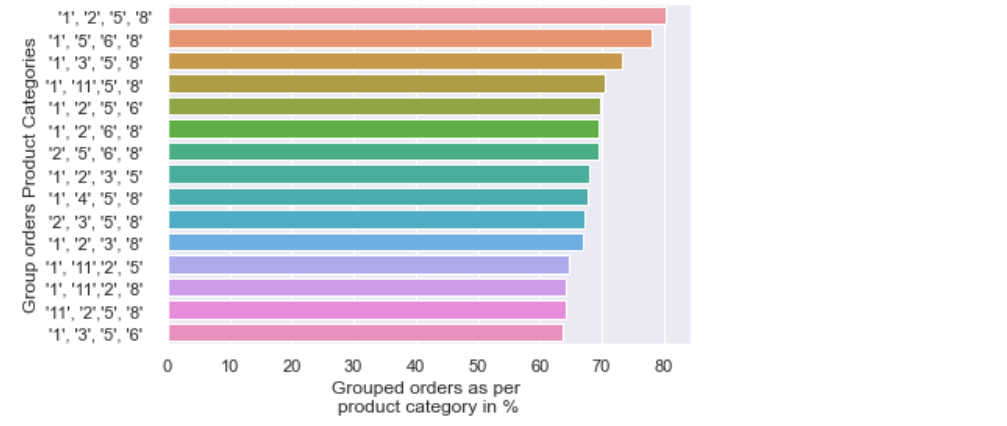 '1', '2', '5', '8'
'1', '5', '6', '8'
'1', '3', '5', '8'
'1', '11','5', '8'
'1', '2', '5', '6'
'1', '2', '6', '8'
'2', '5', '6', '8'
'1', '2', '3', '5'
'1', '4', '5', '8'
'2', '3', '5', '8'
'1', '2', '3', '8'
'1', '11','2', '5'
'1', '11','2', '8'
'11', '2','5', '8'
'1', '3', '5', '6'
Group orders Product Categories
0 10 20 30 40 50 60 70 80
Grouped orders as per
product category in %